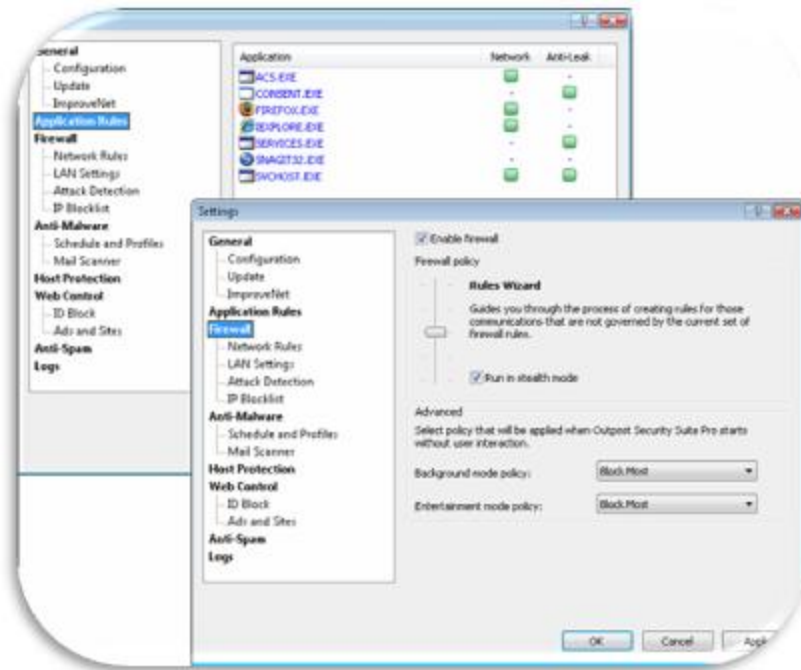 General
Configuration
Update
ImproveNet
Application Rules
Firewall
Network Rules
LAN Settings
Attack Detection
IP Blocklist
Anti-Malware
Schedule and Profiles
Mail Scanner
Host Protection
Web Control
ID Block
Ads and Sites
Anti-Spam
Logs
Application Network Anti-Leak
ACS.EXE
CONSENT.EXE
FIREFOX.EXE
IEXPLORE.EXE
SERVICES.EXE
SNAGIT32.EXE
SVCHOST.EXE
Settings
General
Configuration
Update
ImproveNet
Application Rules
Firewall
Network Rules
LAN Settings
Attack Detection
IP Blocklist
Anti-Malware
Schedule and Profiles
Mail Scanner
Host Protection
Web Control
ID Block
Ads and Sites
Anti-Spam
Logs
Enable firewall
Firewall policy
Rules Wizard
Guides you through the process of creating rules for those
communications that are not governed by the current set of
firewall rules.
Run in stealth mode
Advanced
Select policy that will be applied when Outpost Security Suite Pro starts
without user interaction.
Background mode policy: Block Most
Entertainment mode policy: Block Most
OK Cancel Appl